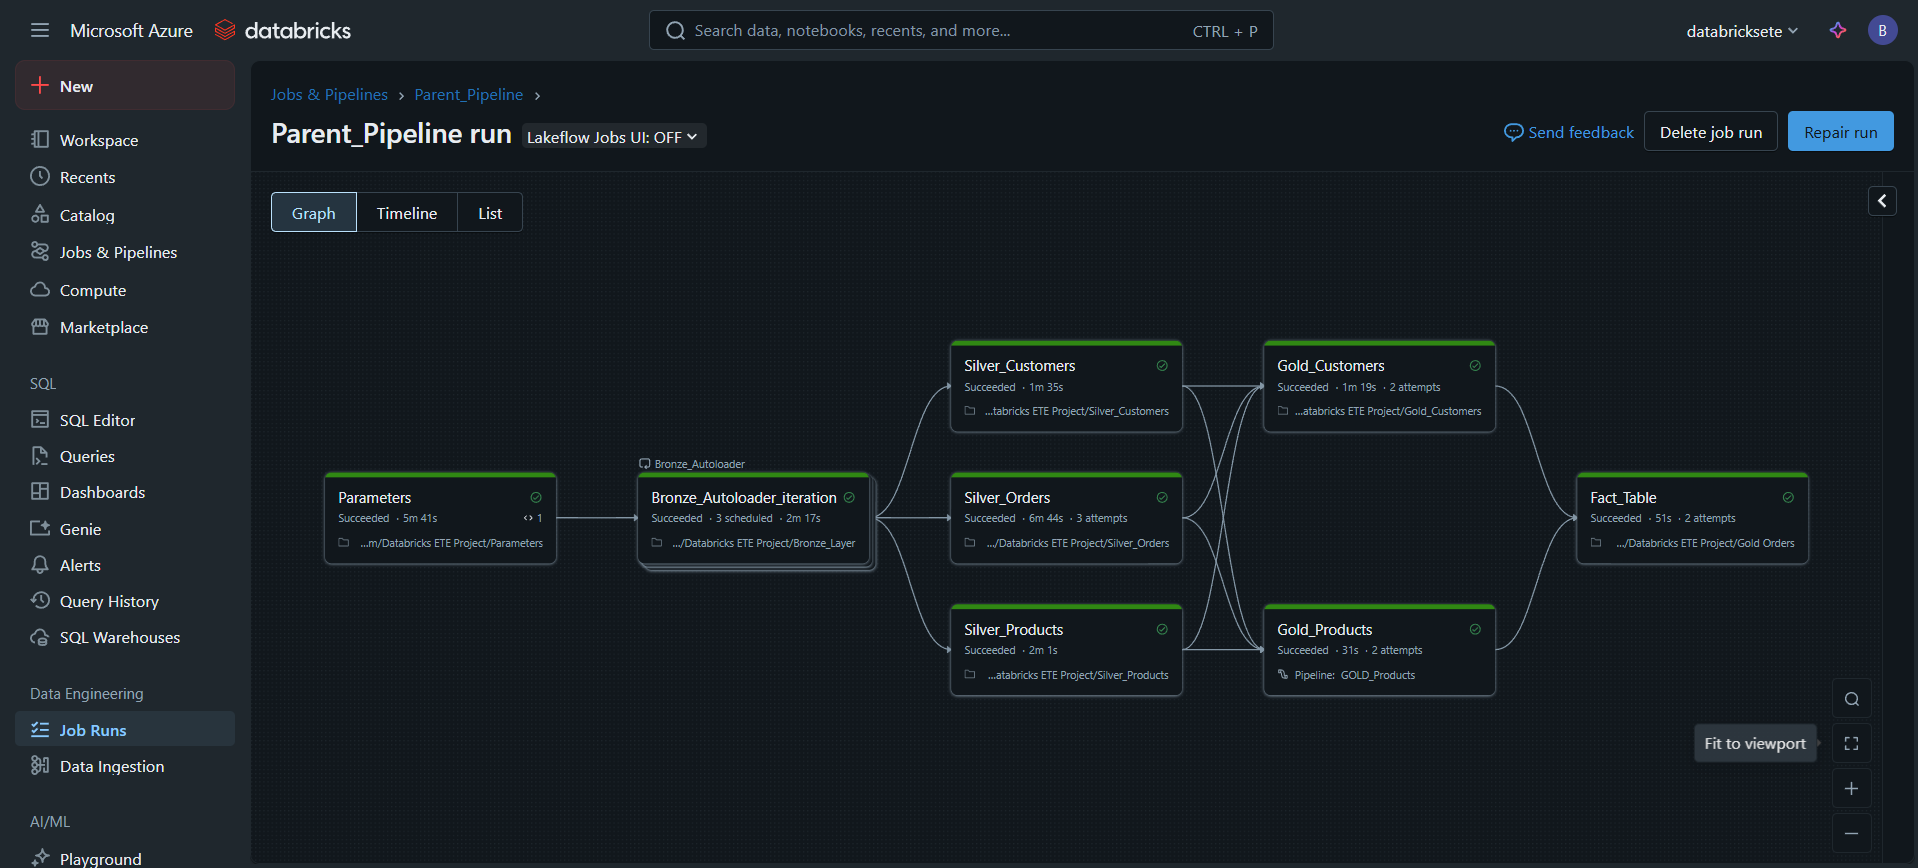 Microsoft Azure
databricks
Search data, notebooks, recents, and more...
CTRL + P
databricksete
B
New
Workspace
Recents
Catalog
Jobs & Pipelines
Compute
Marketplace
SQL
SQL Editor
Queries
Dashboards
Genie
Alerts
Query History
SQL Warehouses
Data Engineering
Job Runs
Data Ingestion
AI/ML
Playground
Jobs & Pipelines › Parent_Pipeline ›
Parent_Pipeline run
Lakeflow Jobs UI: OFF
Send feedback
Delete job run
Repair run
Graph
Timeline
List
Parameters
Succeeded · 5m 41s
1
...m/Databricks ETE Project/Parameters
Bronze_Autoloader
Bronze_Autoloader_iteration
Succeeded · 3 scheduled · 2m 17s
.../Databricks ETE Project/Bronze_Layer
Silver_Customers
Succeeded · 1m 35s
...tabricks ETE Project/Silver_Customers
Silver_Orders
Succeeded · 6m 44s · 3 attempts
.../Databricks ETE Project/Silver_Orders
Silver_Products
Succeeded · 2m 1s
...atabricks ETE Project/Silver_Products
Gold_Customers
Succeeded · 1m 19s · 2 attempts
...atabricks ETE Project/Gold_Customers
Gold_Products
Succeeded · 31s · 2 attempts
Pipeline: GOLD_Products
Fact_Table
Succeeded · 51s · 2 attempts
.../Databricks ETE Project/Gold Orders
Fit to viewport